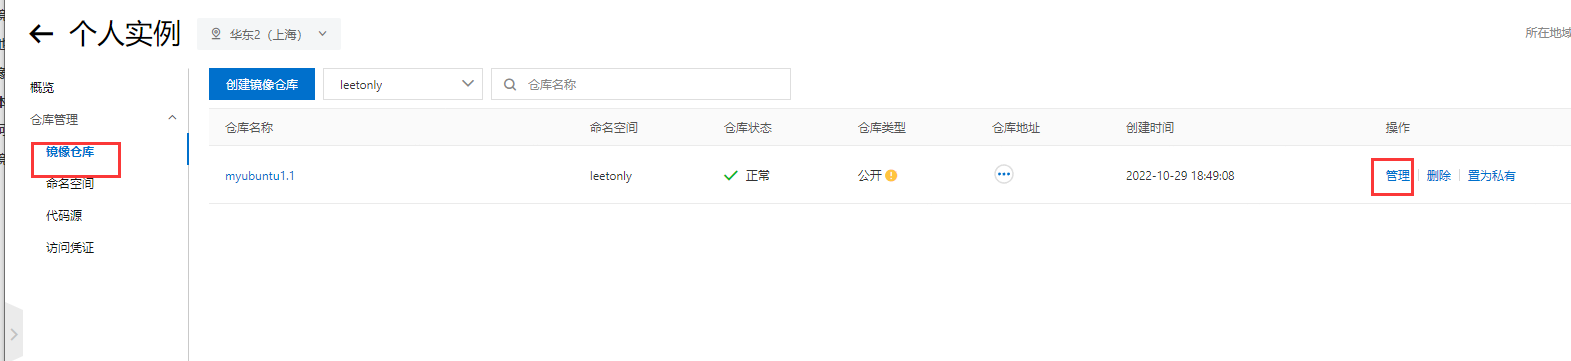 个人实例 华东2（上海） 所在地域
概览
创建镜像仓库 leetonly 仓库名称
仓库管理
仓库名称 命名空间 仓库状态 仓库类型 仓库地址 创建时间 操作
镜像仓库
myubuntu1.1 leetonly 正常 公开 2022-10-29 18:49:08 管理 删除 置为私有
命名空间
代码源
访问凭证